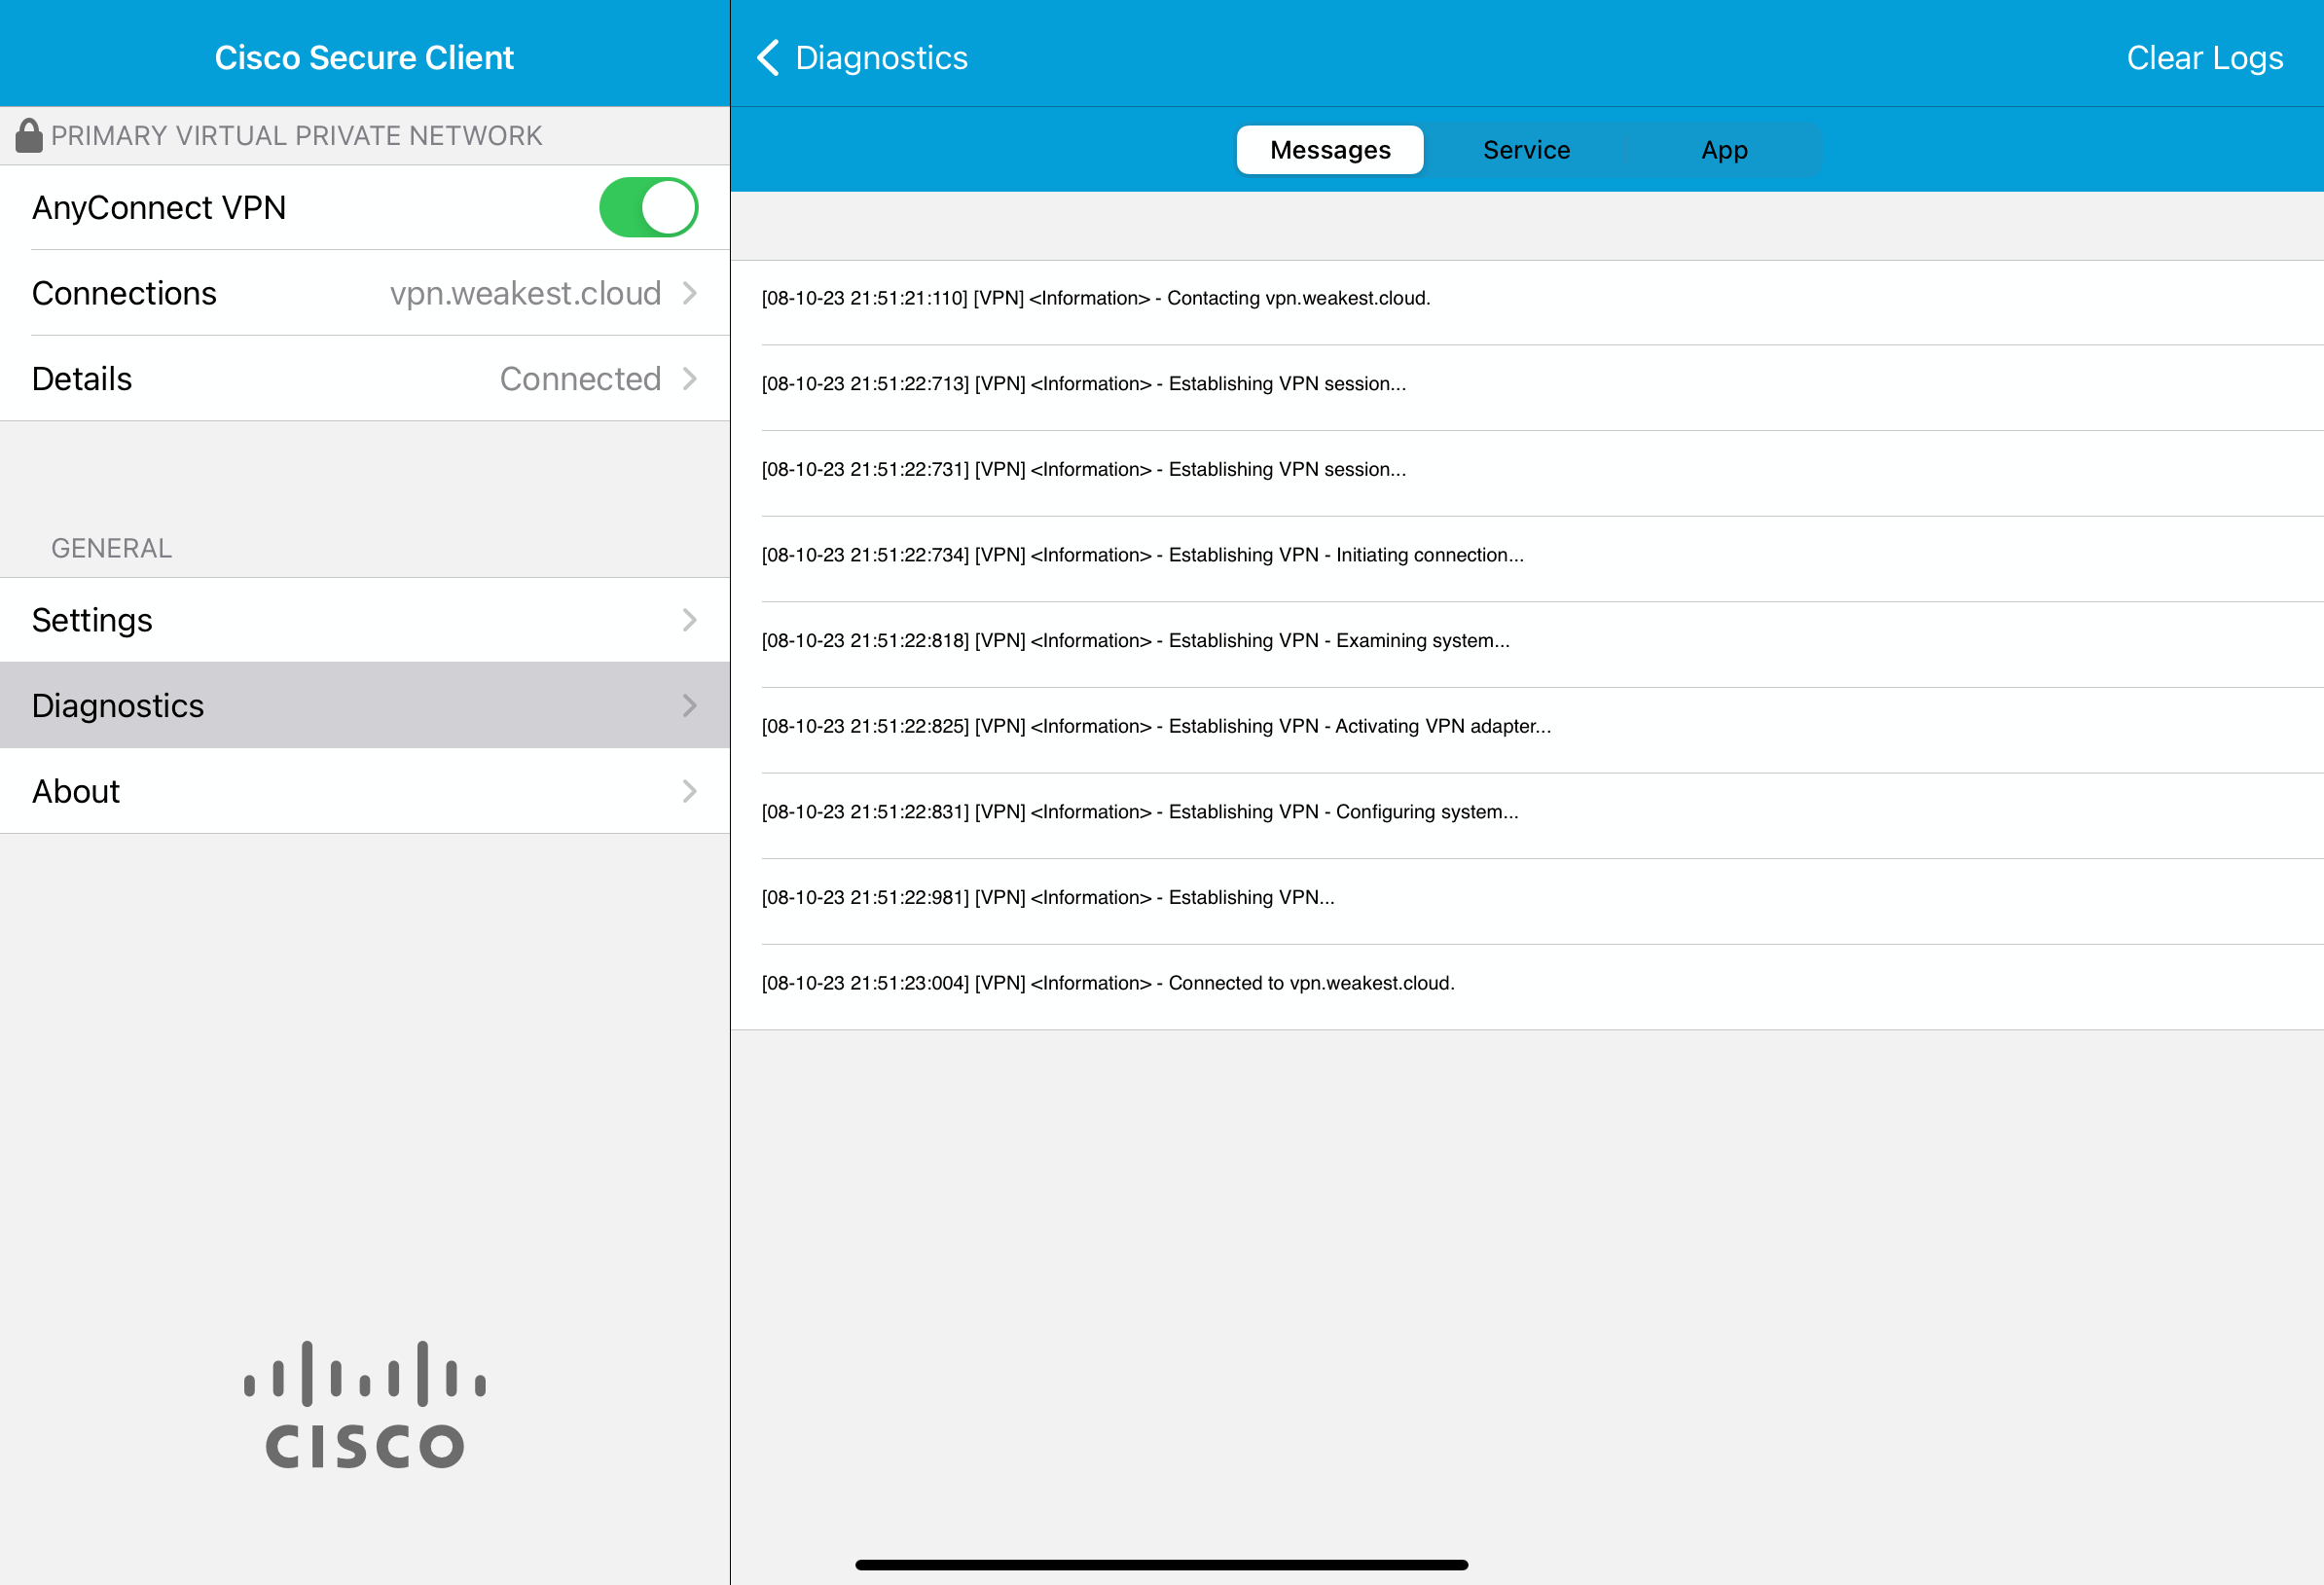 Cisco Secure Client
PRIMARY VIRTUAL PRIVATE NETWORK
AnyConnect VPN
Connections vpn.weakest.cloud
Details Connected
GENERAL
Settings
Diagnostics
About
CISCO
Diagnostics
Clear Logs
Messages Service App
[08-10-23 21:51:21:110] [VPN] <Information> - Contacting vpn.weakest.cloud.
[08-10-23 21:51:22:713] [VPN] <Information> - Establishing VPN session...
[08-10-23 21:51:22:731] [VPN] <Information> - Establishing VPN session...
[08-10-23 21:51:22:734] [VPN] <Information> - Establishing VPN - Initiating connection...
[08-10-23 21:51:22:818] [VPN] <Information> - Establishing VPN - Examining system...
[08-10-23 21:51:22:825] [VPN] <Information> - Establishing VPN - Activating VPN adapter...
[08-10-23 21:51:22:831] [VPN] <Information> - Establishing VPN - Configuring system...
[08-10-23 21:51:22:981] [VPN] <Information> - Establishing VPN...
[08-10-23 21:51:23:004] [VPN] <Information> - Connected to vpn.weakest.cloud.